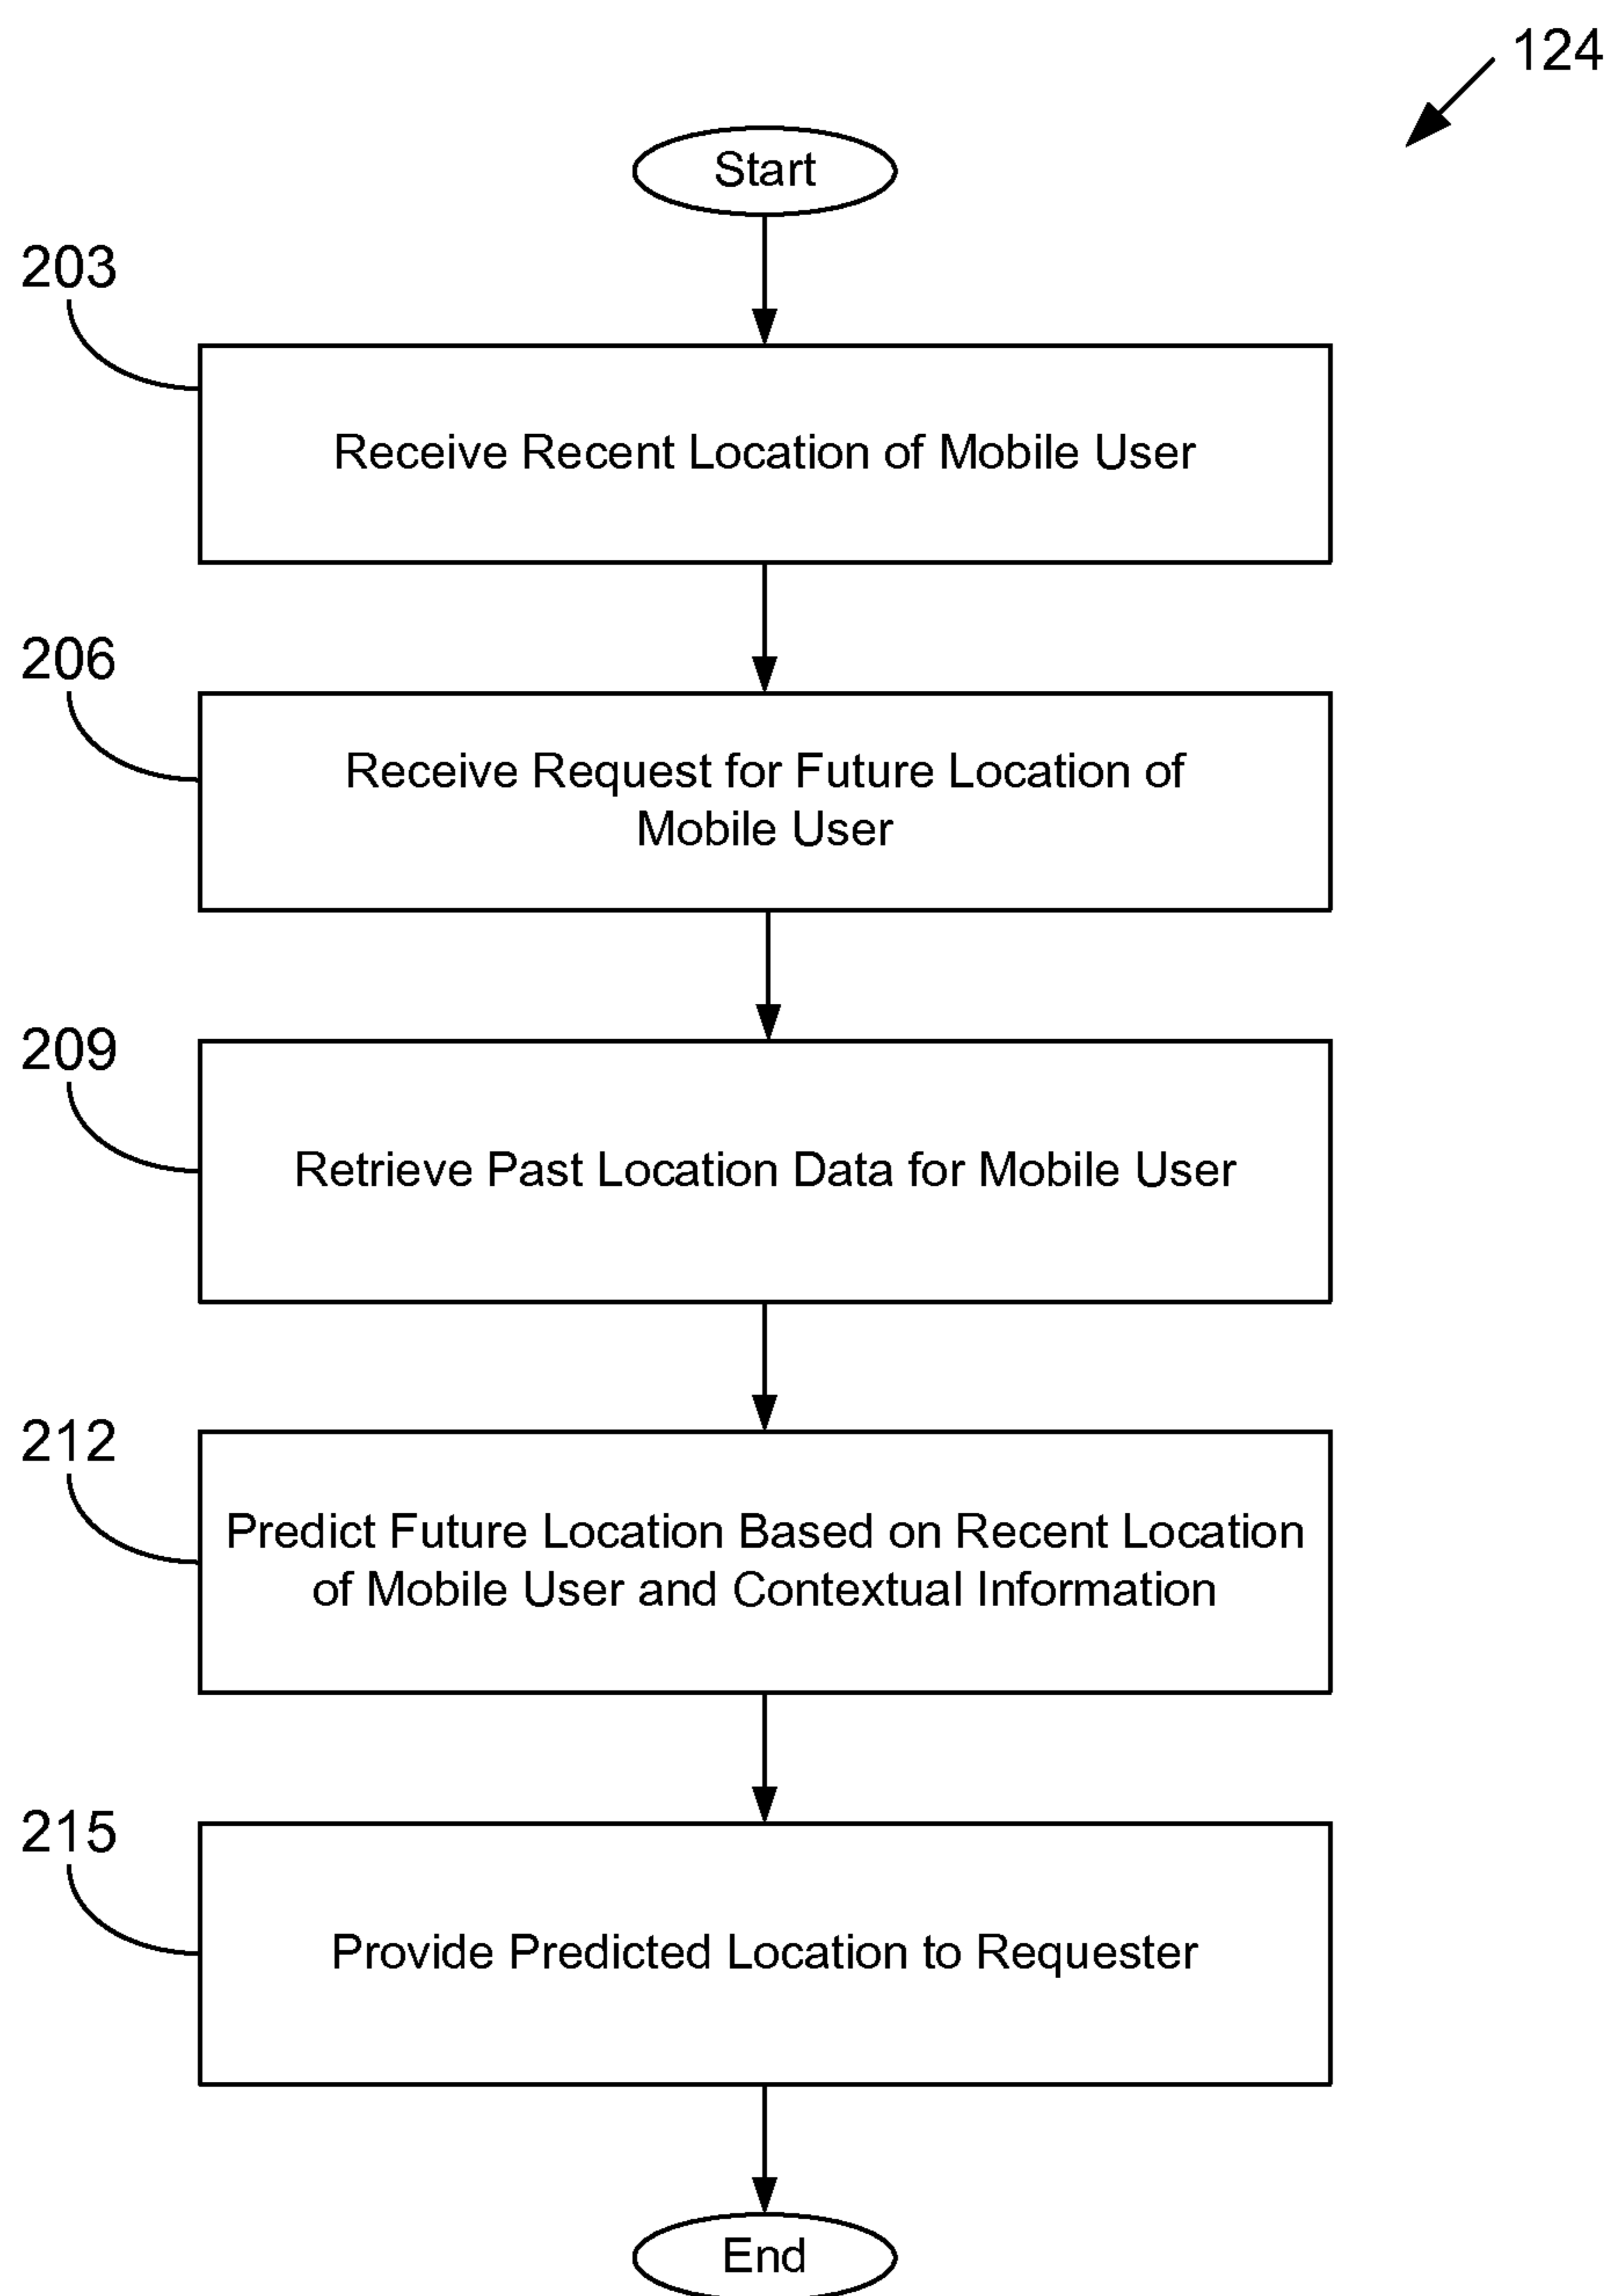 124
Start
203
Receive Recent Location of Mobile User
206
Receive Request for Future Location of
Mobile User
209
Retrieve Past Location Data for Mobile User
212
Predict Future Location Based on Recent Location
of Mobile User and Contextual Information
215
Provide Predicted Location to Requester
End